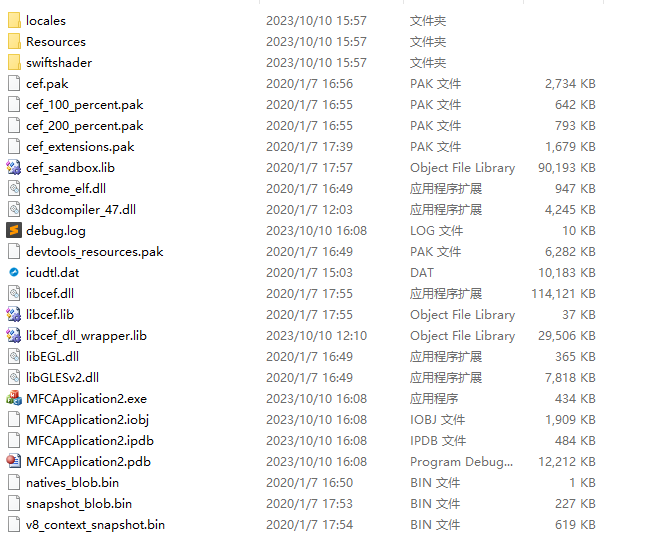 locales 2023/10/10 15:57 文件夹
Resources 2023/10/10 15:57 文件夹
swiftshader 2023/10/10 15:57 文件夹
cef.pak 2020/1/7 16:56 PAK 文件 2,734 KB
cef_100_percent.pak 2020/1/7 16:55 PAK 文件 642 KB
cef_200_percent.pak 2020/1/7 16:55 PAK 文件 793 KB
cef_extensions.pak 2020/1/7 17:39 PAK 文件 1,679 KB
cef_sandbox.lib 2020/1/7 17:57 Object File Library 90,193 KB
chrome_elf.dll 2020/1/7 16:49 应用程序扩展 947 KB
d3dcompiler_47.dll 2020/1/7 12:03 应用程序扩展 4,245 KB
debug.log 2023/10/10 16:08 LOG 文件 10 KB
devtools_resources.pak 2020/1/7 16:49 PAK 文件 6,282 KB
icudtl.dat 2020/1/7 15:03 DAT 10,183 KB
libcef.dll 2020/1/7 17:55 应用程序扩展 114,121 KB
libcef.lib 2020/1/7 17:55 Object File Library 37 KB
libcef_dll_wrapper.lib 2023/10/10 12:10 Object File Library 29,506 KB
libEGL.dll 2020/1/7 16:49 应用程序扩展 365 KB
libGLESv2.dll 2020/1/7 16:49 应用程序扩展 7,818 KB
MFCApplication2.exe 2023/10/10 16:08 应用程序 434 KB
MFCApplication2.iobj 2023/10/10 16:08 IOBJ 文件 1,909 KB
MFCApplication2.ipdb 2023/10/10 16:08 IPDB 文件 484 KB
MFCApplication2.pdb 2023/10/10 16:08 Program Debug... 12,212 KB
natives_blob.bin 2020/1/7 16:50 BIN 文件 1 KB
snapshot_blob.bin 2020/1/7 17:53 BIN 文件 227 KB
v8_context_snapshot.bin 2020/1/7 17:54 BIN 文件 619 KB